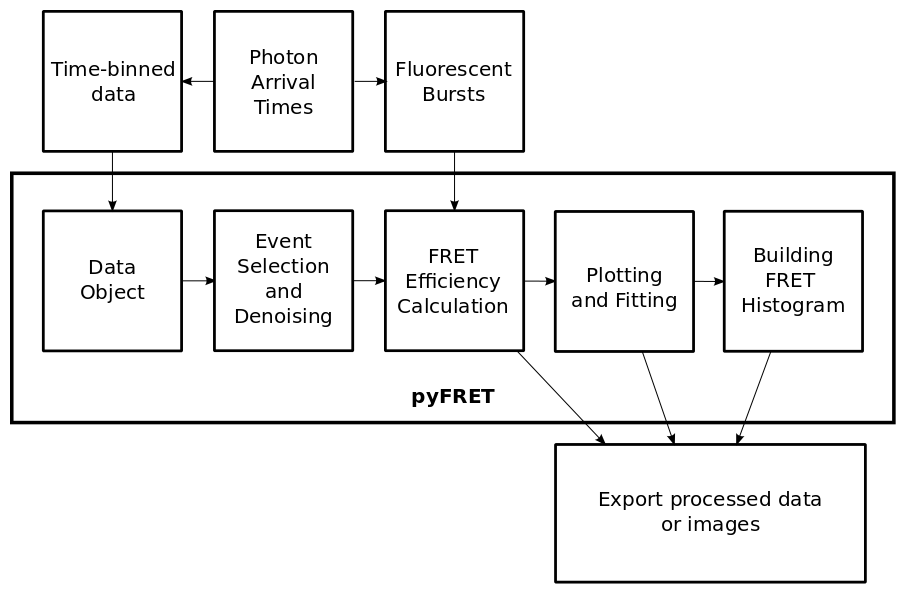 Time-binned
data
Photon
Arrival
Times
Fluorescent
Bursts
Data
Object
Event
Selection
and
Denoising
FRET
Efficiency
Calculation
Plotting
and Fitting
Building
FRET
Histogram
pyFRET
Export processed data
or images